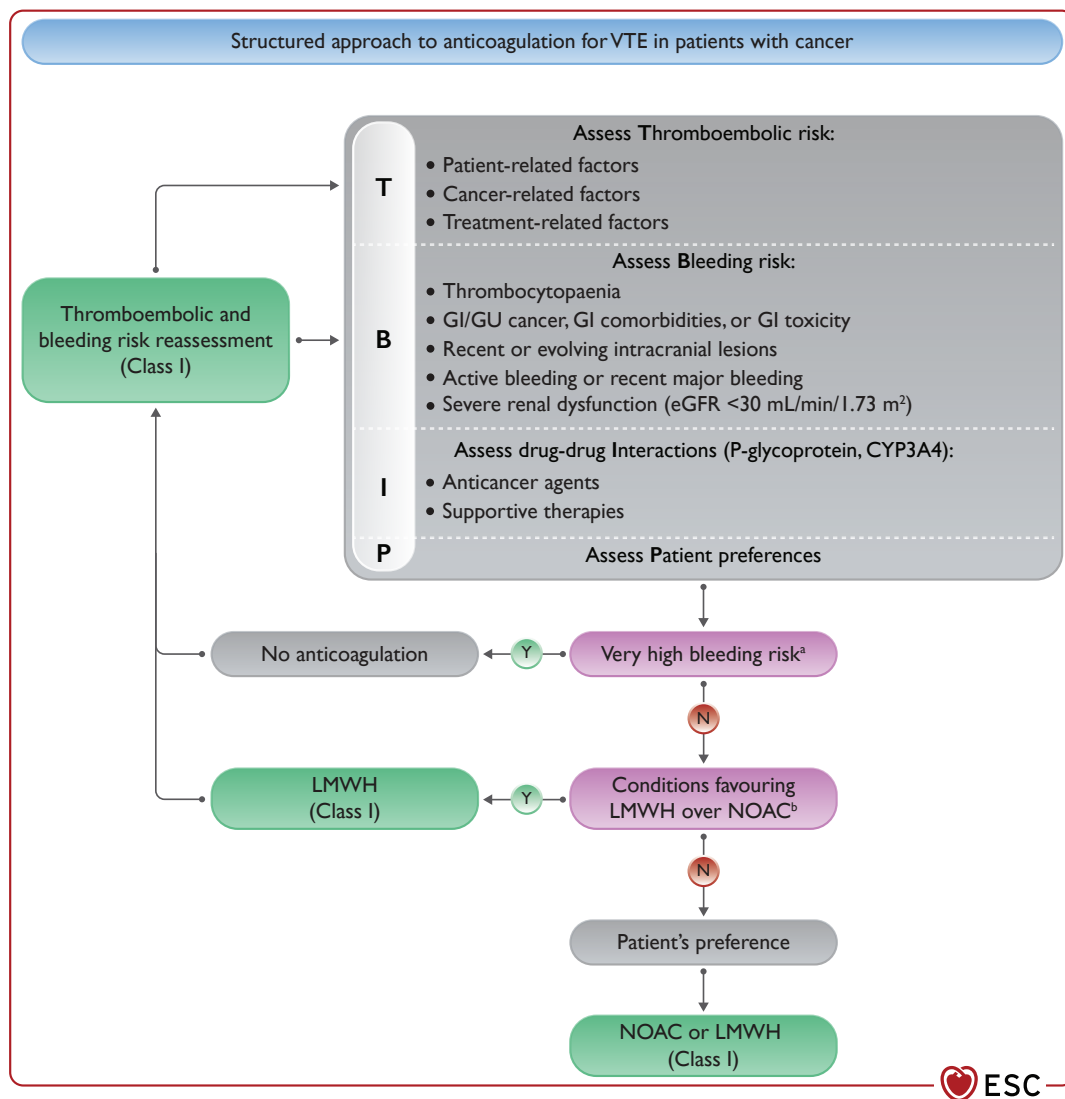 Structured approach to anticoagulation for VTE in patients with cancer
T
Assess Thromboembolic risk:
• Patient-related factors
• Cancer-related factors
• Treatment-related factors
B
Assess Bleeding risk:
• Thrombocytopaenia
• GI/GU cancer, GI comorbidities, or GI toxicity
• Recent or evolving intracranial lesions
• Active bleeding or recent major bleeding
• Severe renal dysfunction (eGFR <30 mL/min/1.73 m²)
I
Assess drug-drug Interactions (P-glycoprotein, CYP3A4):
• Anticancer agents
• Supportive therapies
P
Assess Patient preferences
Thromboembolic and
bleeding risk reassessment
(Class I)
Very high bleeding riskᵃ
Y
No anticoagulation
N
Conditions favouring
LMWH over NOACᵇ
Y
LMWH
(Class I)
N
Patient's preference
NOAC or LMWH
(Class I)
ESC